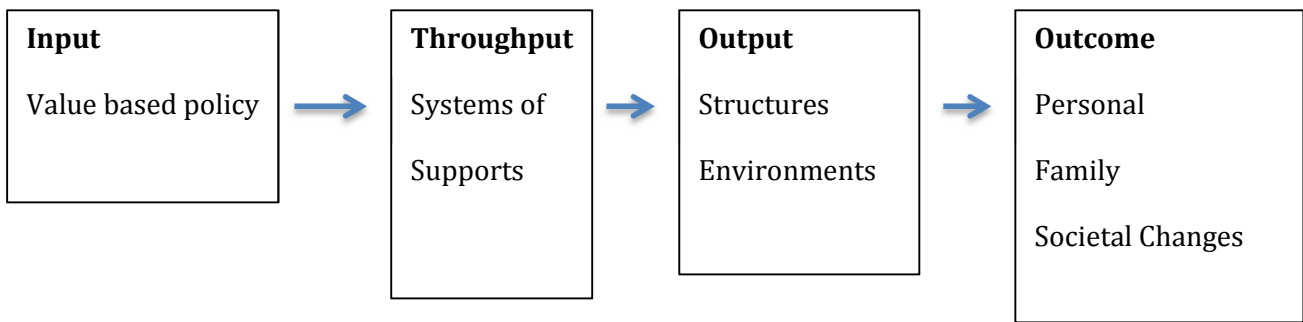 Input
Value based policy
Throughput
Systems of
Supports
Output
Structures
Environments
Outcome
Personal
Family
Societal Changes